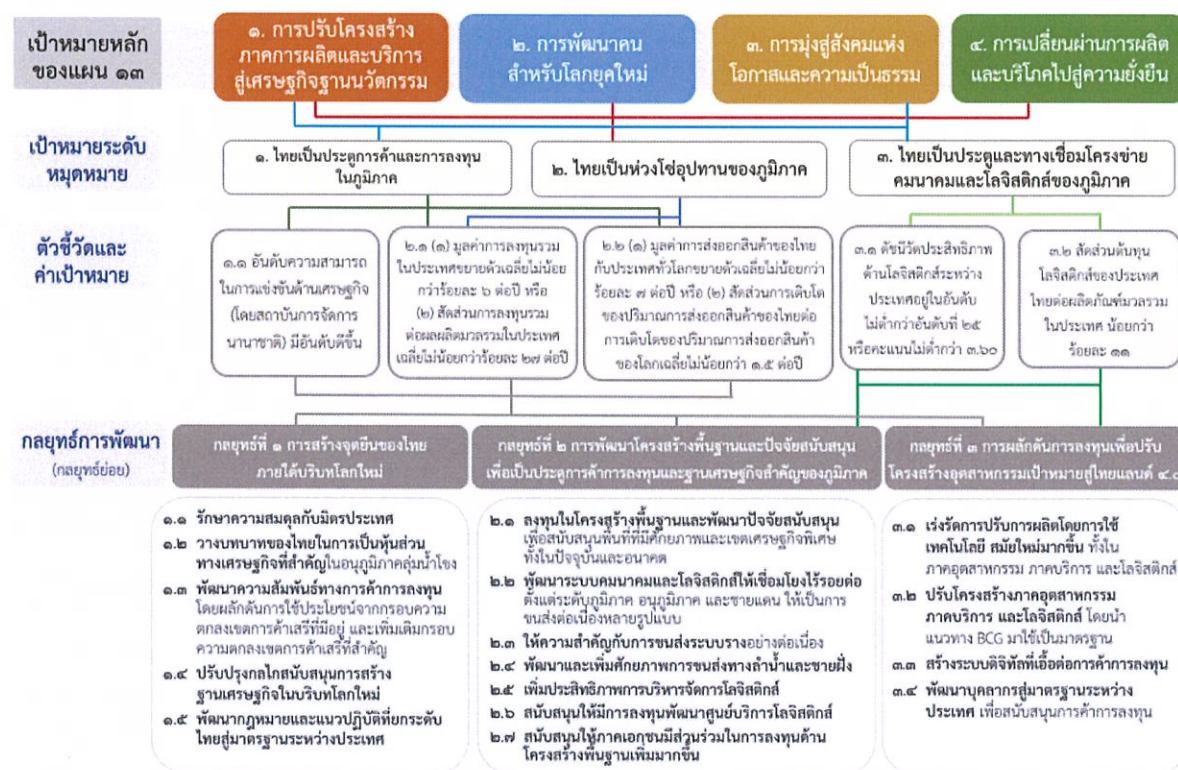 เป้าหมายหลัก
ของแผน ๑๓
๑. การปรับโครงสร้าง
ภาคการผลิตและบริการ
สู่เศรษฐกิจฐานนวัตกรรม
๒. การพัฒนาคน
สำหรับโลกยุคใหม่
๓. การมุ่งสู่สังคมแห่ง
โอกาสและความเป็นธรรม
๔. การเปลี่ยนผ่านการผลิต
และบริโภคไปสู่ความยั่งยืน
เป้าหมายระดับ
หมุดหมาย
๑. ไทยเป็นประตูการค้าและการลงทุน
ในภูมิภาค
๒. ไทยเป็นห่วงโซ่อุปทานของภูมิภาค
๓. ไทยเป็นประตูและทางเชื่อมโครงข่าย
คมนาคมและโลจิสติกส์ของภูมิภาค
ตัวชี้วัดและ
ค่าเป้าหมาย
๑.๑ อันดับความสามารถ
ในการแข่งขันด้านเศรษฐกิจ
(โดยสถาบันการจัดการ
นานาชาติ) มีอันดับดีขึ้น
๒.๑ (๑) มูลค่าการลงทุนรวม
ในประเทศขยายตัวเฉลี่ยไม่น้อย
กว่าร้อยละ ๖ ต่อปี หรือ
(๒) สัดส่วนการลงทุนรวม
ต่อผลผลิตมวลรวมในประเทศ
เฉลี่ยไม่น้อยกว่าร้อยละ ๒๗ ต่อปี
๒.๒ (๑) มูลค่าการส่งออกสินค้าของไทย
กับประเทศทั่วโลกขยายตัวเฉลี่ยไม่น้อยกว่า
ร้อยละ ๗ ต่อปี หรือ (๒) สัดส่วนการเติบโต
ของปริมาณการส่งออกสินค้าของไทยต่อ
การเติบโตของปริมาณการส่งออกสินค้า
ของโลกเฉลี่ยไม่น้อยกว่า ๑.๕ ต่อปี
๓.๑ ดัชนีวัดประสิทธิภาพ
ด้านโลจิสติกส์ระหว่าง
ประเทศอยู่ในอันดับ
ไม่ต่ำกว่าอันดับที่ ๒๕
หรือคะแนนไม่ต่ำกว่า ๓.๖๐
๓.๒ สัดส่วนต้นทุน
โลจิสติกส์ของประเทศ
ไทยต่อผลิตภัณฑ์มวลรวม
ในประเทศ น้อยกว่า
ร้อยละ ๑๑
กลยุทธ์การพัฒนา
(กลยุทธ์ย่อย)
กลยุทธ์ที่ ๑ การสร้างจุดยืนของไทย
ภายใต้บริบทโลกใหม่
กลยุทธ์ที่ ๒ การพัฒนาโครงสร้างพื้นฐานและปัจจัยสนับสนุน
เพื่อเป็นประตูการค้าการลงทุนและฐานเศรษฐกิจสำคัญของภูมิภาค
กลยุทธ์ที่ ๓ การผลักดันการลงทุนเพื่อปรับ
โครงสร้างอุตสาหกรรมเป้าหมายสู่ไทยแลนด์ ๔.๐
๑.๑ รักษาความสมดุลกับมิตรประเทศ
๑.๒ วางบทบาทของไทยในการเป็นหุ้นส่วน
ทางเศรษฐกิจที่สำคัญในอนุภูมิภาคลุ่มน้ำโขง
๑.๓ พัฒนาความสัมพันธ์ทางการค้าการลงทุน
โดยผลักดันการใช้ประโยชน์จากกรอบความ
ตกลงเขตการค้าเสรีที่มีอยู่ และเพิ่มเติมกรอบ
ความตกลงเขตการค้าเสรีที่สำคัญ
๑.๔ ปรับปรุงกลไกสนับสนุนการสร้าง
ฐานเศรษฐกิจในบริบทโลกใหม่
๑.๕ พัฒนากฎหมายและแนวปฏิบัติที่ยกระดับ
ไทยสู่มาตรฐานระหว่างประเทศ
๒.๑ ลงทุนในโครงสร้างพื้นฐานและพัฒนาปัจจัยสนับสนุน
เพื่อสนับสนุนพื้นที่ที่มีศักยภาพและเขตเศรษฐกิจพิเศษ
ทั้งในปัจจุบันและอนาคต
๒.๒ พัฒนาระบบคมนาคมและโลจิสติกส์ให้เชื่อมโยงไร้รอยต่อ
ตั้งแต่ระดับภูมิภาค อนุภูมิภาค และชายแดน ให้เป็นการ
ขนส่งต่อเนื่องหลายรูปแบบ
๒.๓ ให้ความสำคัญกับการขนส่งระบบรางอย่างต่อเนื่อง
๒.๔ พัฒนาและเพิ่มศักยภาพการขนส่งทางลำน้ำและชายฝั่ง
๒.๕ เพิ่มประสิทธิภาพการบริหารจัดการโลจิสติกส์
๒.๖ สนับสนุนให้มีการลงทุนพัฒนาศูนย์บริการโลจิสติกส์
๒.๗ สนับสนุนให้ภาคเอกชนมีส่วนร่วมในการลงทุนด้าน
โครงสร้างพื้นฐานเพิ่มมากขึ้น
๓.๑ เร่งรัดการปรับการผลิตโดยการใช้
เทคโนโลยี สมัยใหม่มากขึ้น ทั้งใน
ภาคอุตสาหกรรม ภาคบริการ และโลจิสติกส์
๓.๒ ปรับโครงสร้างภาคอุตสาหกรรม
ภาคบริการ และโลจิสติกส์ โดยนำ
แนวทาง BCG มาใช้เป็นมาตรฐาน
๓.๓ สร้างระบบดิจิทัลที่เอื้อต่อการค้าการลงทุน
๓.๔ พัฒนาบุคลากรสู่มาตรฐานระหว่าง
ประเทศ เพื่อสนับสนุนการค้าการลงทุน